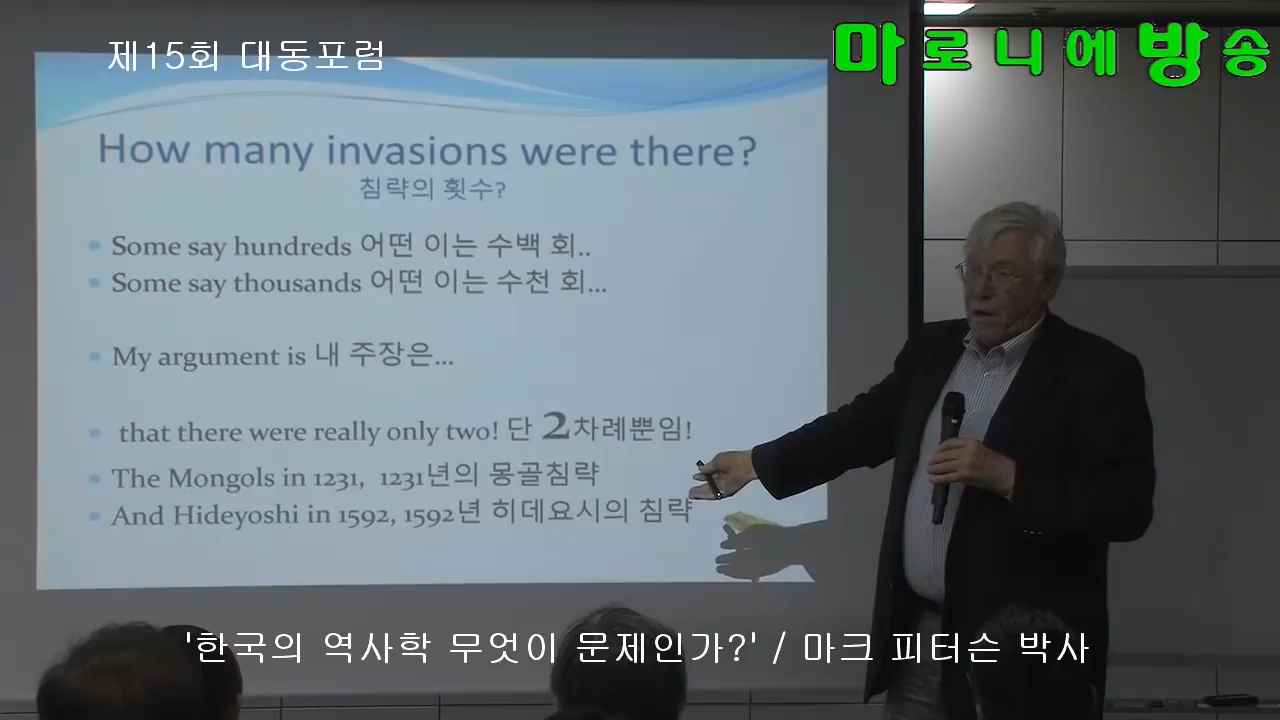 제15회 대동포럼
마로니에방송
How many invasions were there?
침략의 횟수?
Some say hundreds 어떤 이는 수백 회..
Some say thousands 어떤 이는 수천 회...
My argument is 내 주장은...
that there were really only two! 단 2차례뿐임!
The Mongols in 1231, 1231년의 몽골침략
And Hideyoshi in 1592, 1592년 히데요시의 침략
'한국의 역사학 무엇이 문제인가?' / 마크 피터슨 박사